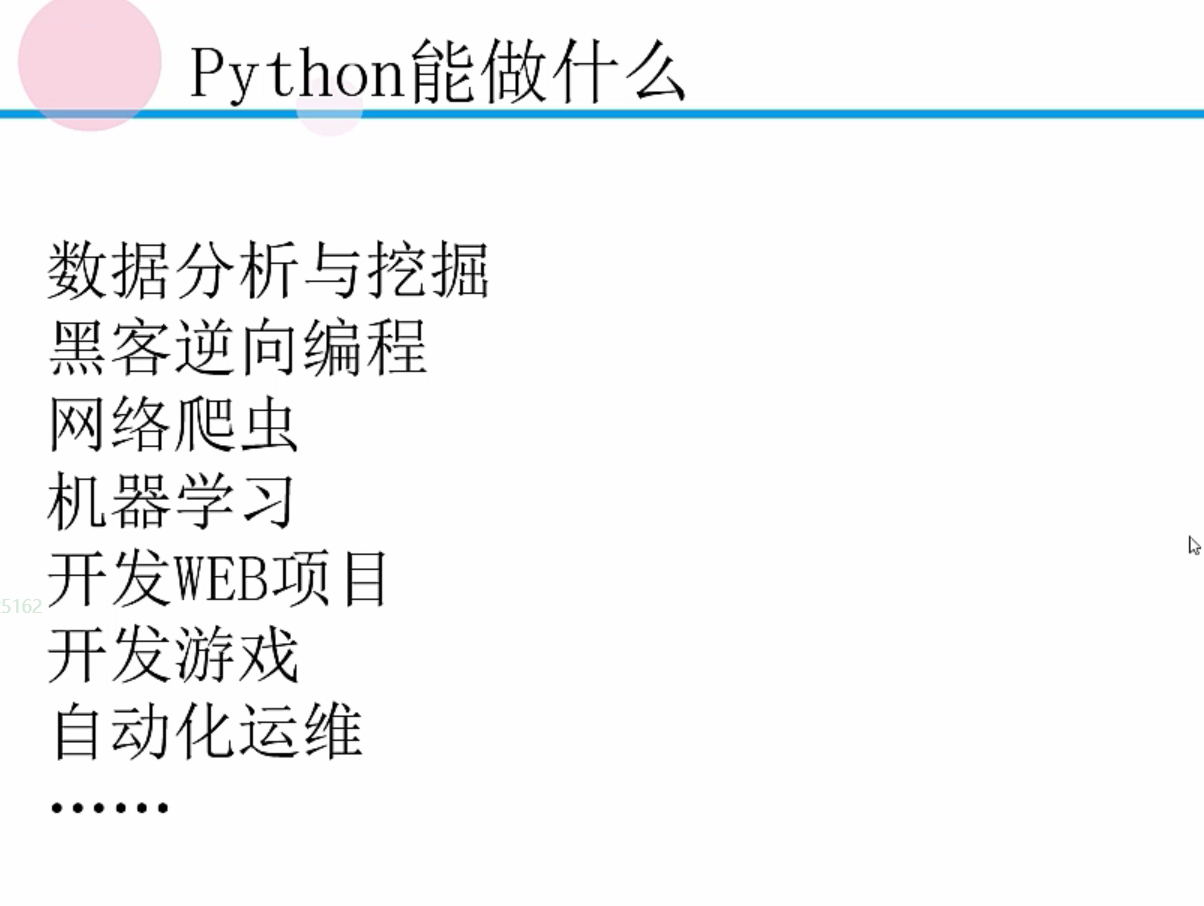 Python能做什么
数据分析与挖掘
黑客逆向编程
网络爬虫
机器学习
开发WEB项目
5162
开发游戏
自动化运维
……